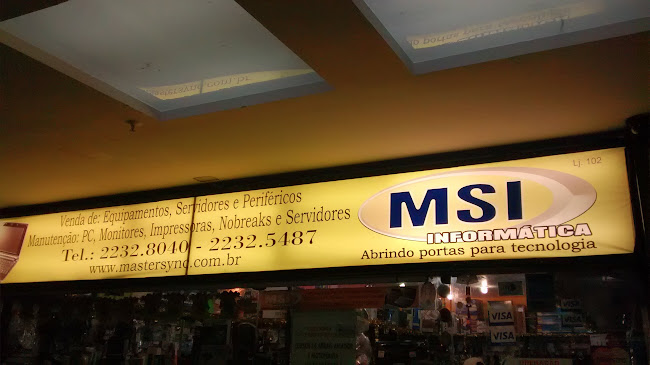 Lj. 102
Venda de: Equipamentos, Servidores e Periféricos
Manutenção: PC, Monitores, Impressoras, Nobreaks e Servidores
Tel.: 2232.8040 - 2232.5487
www.mastersync.com.br
MSI
INFORMÁTICA
Abrindo portas para tecnologia
VISA
VISA